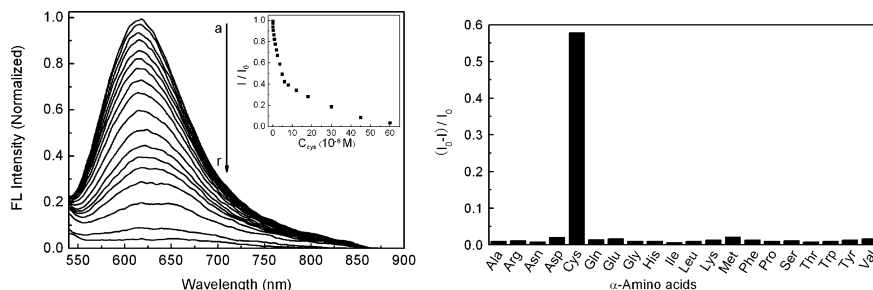 FL Intensity (Normalized)
1.0
0.8
0.6
0.4
0.2
0.0
a
r
I / I0
1.0
0.8
0.6
0.4
0.2
0.0
0 10 20 30 40 50 60
Ccys (10-6 M)
550 600 650 700 750 800 850 900
Wavelength (nm)
(I0-I) / I0
0.6
0.5
0.4
0.3
0.2
0.1
0.0
Ala Arg Asn Asp Cys Gln Glu Gly His Ile Leu Lys Met Phe Pro Ser Thr Trp Tyr Val
α-Amino acids